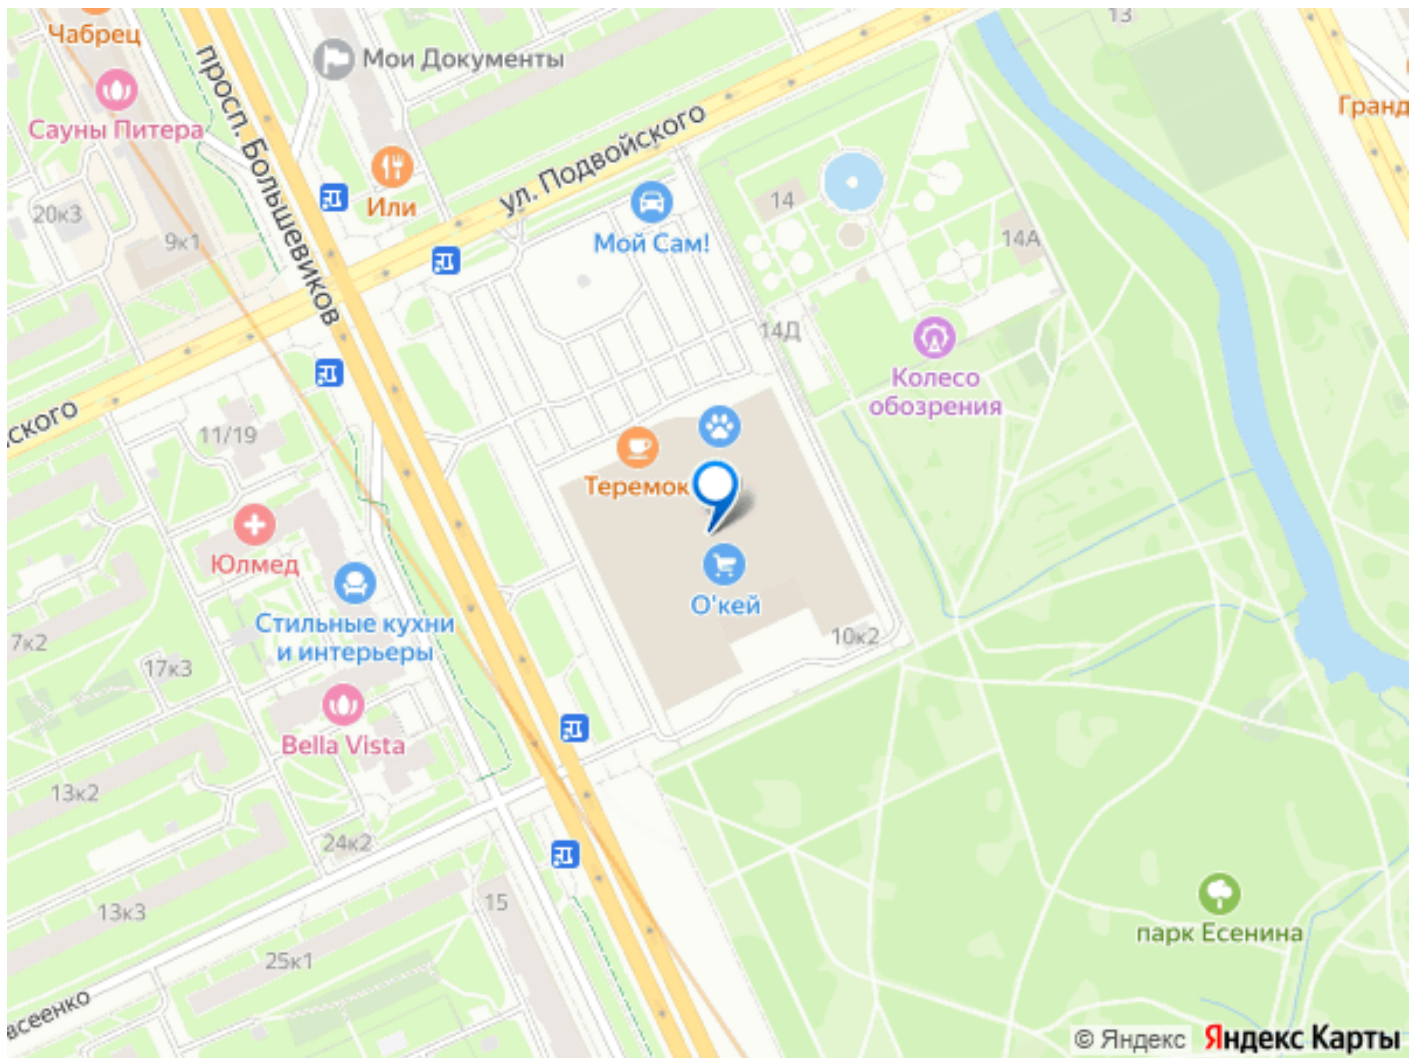 Чабрец
Мои Документы
13
просп. Большевиков
Сауны Питера
Гранд
ул. Подвойского
20к3
Или
14
9к1
Мой Сам!
14А
14Д
Колесо
обозрения
ского
11/19
Теремок
Юлмед
О'кей
Стильные кухни
и интерьеры
7к2
10к2
17к3
Bella Vista
13к2
24к2
15
13к3
парк Есенина
25к1
асеенко
© Яндекс Яндекс Карты